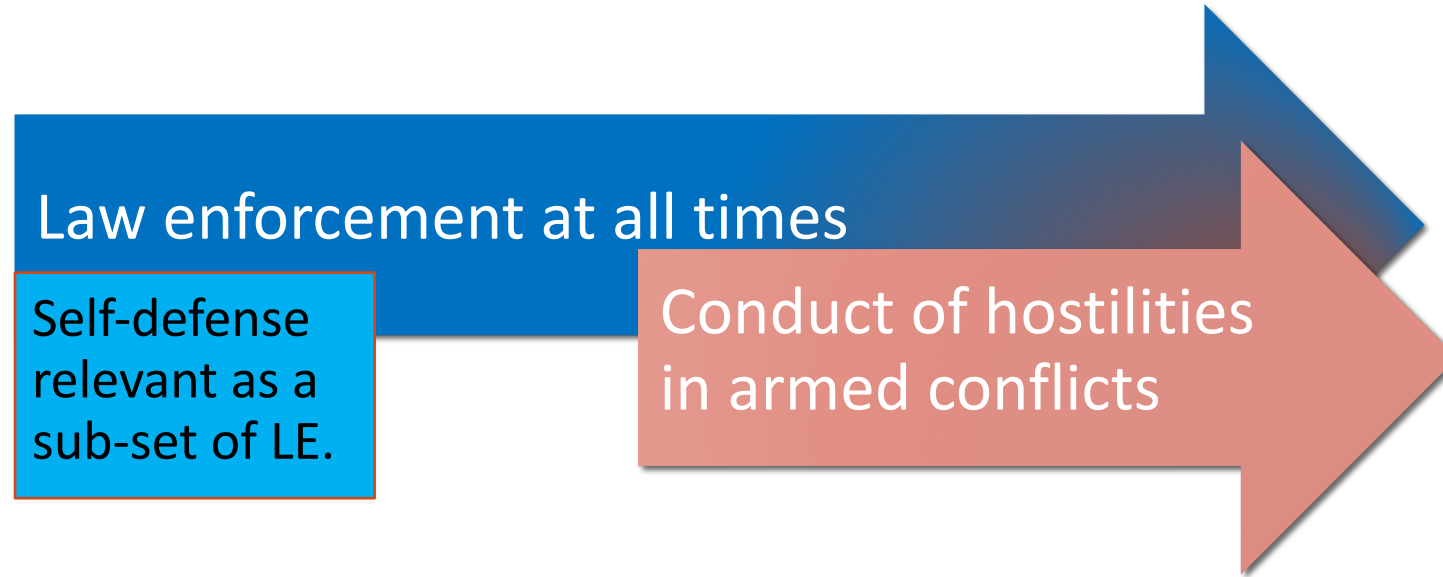 Law enforcement at all times
Self-defense
relevant as a
sub-set of LE.
Conduct of hostilities
in armed conflicts